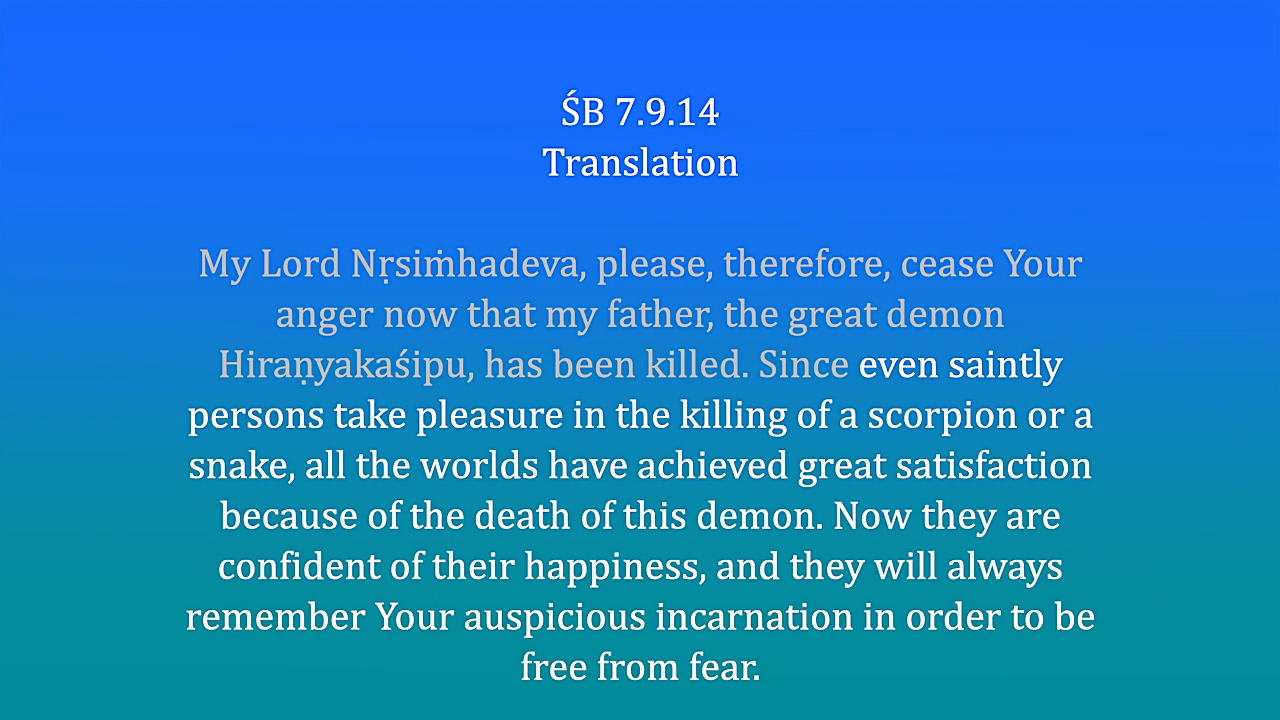 ŚB 7.9.14
Translation
My Lord Nṛsiṁhadeva, please, therefore, cease Your
anger now that my father, the great demon
Hiraṇyakaśipu, has been killed. Since even saintly
persons take pleasure in the killing of a scorpion or a
snake, all the worlds have achieved great satisfaction
because of the death of this demon. Now they are
confident of their happiness, and they will always
remember Your auspicious incarnation in order to be
free from fear.